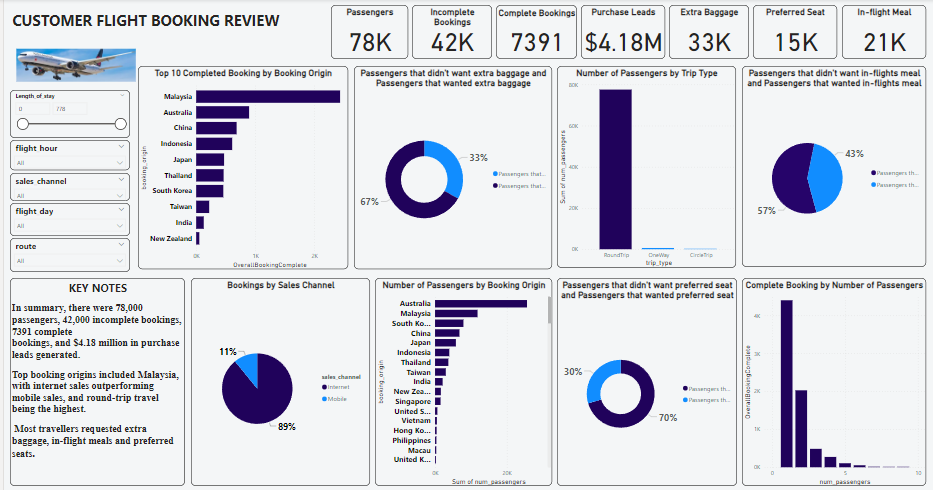 CUSTOMER FLIGHT BOOKING REVIEW
Passengers
78K
Incomplete
Bookings
42K
Complete Bookings
7391
Purchase Leads
$4.18M
Extra Baggage
33K
Preferred Seat
15K
In-flight Meal
21K
Length_of_stay
0 778
flight hour
All
sales_channel
All
flight day
All
route
All
Top 10 Completed Booking by Booking Origin
booking_origin
Malaysia
Australia
China
Indonesia
Japan
Thailand
South Korea
Taiwan
India
New Zealand
0K 1K 2K
OverallBookingComplete
Passengers that didn't want extra baggage and
Passengers that wanted extra baggage
33%
67%
Passengers that...
Passengers that...
Number of Passengers by Trip Type
Sum of num_passengers
80K
60K
40K
20K
0K
RoundTrip OneWay CircleTrip
trip_type
Passengers that didn't want in-flights meal
and Passengers that wanted in-flights meal
43%
57%
Passengers th...
Passengers th...
KEY NOTES
In summary, there were 78,000
passengers, 42,000 incomplete bookings,
7391 complete
bookings, and $4.18 million in purchase
leads generated.
Top booking origins included Malaysia,
with internet sales outperforming
mobile sales, and round-trip travel
being the highest.
Most travellers requested extra
baggage, in-flight meals and preferred
seats.
Bookings by Sales Channel
11%
89%
sales_channel
Internet
Mobile
Number of Passengers by Booking Origin
booking_origin
Australia
Malaysia
South Ko...
China
Japan
Indonesia
Thailand
Taiwan
India
New Zea...
Singapore
United S...
Vietnam
Hong Ko...
Philippines
Macau
United K...
0K 20K
Sum of num_passengers
Passengers that didn't want preferred seat
and Passengers that wanted preferred seat
30%
70%
Passengers th...
Passengers th...
Complete Booking by Number of Passengers
OverallBookingComplete
4K
3K
2K
1K
0K
0 5 10
num_passengers